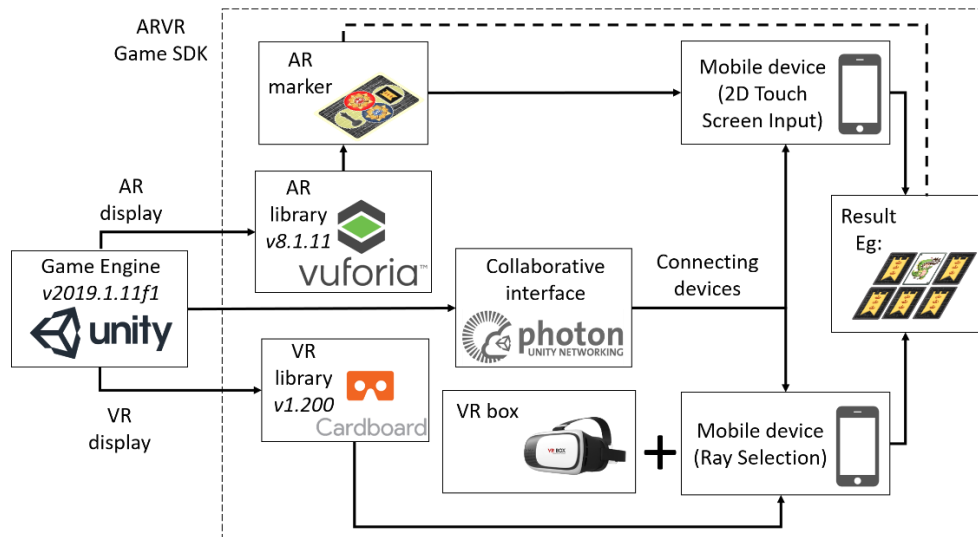 ARVR
Game SDK
AR
marker
Mobile device
(2D Touch
Screen Input)
AR
display
AR
library
v8.1.11
vuforia™
Result
Eg:
Game Engine
v2019.1.11f1
unity
Collaborative
interface
photon
UNITY NETWORKING
Connecting
devices
VR
library
v1.200
Cardboard
VR
display
VR box
VR BOX
+
Mobile device
(Ray Selection)